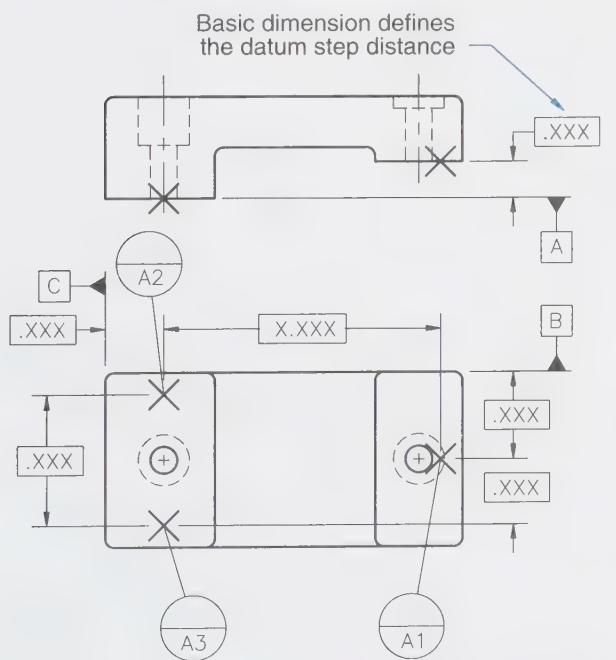 Basic dimension defines
the datum step distance
.XXX
A
A2
C
.XXX
X.XXX
B
.XXX
.XXX
.XXX
A3
A1